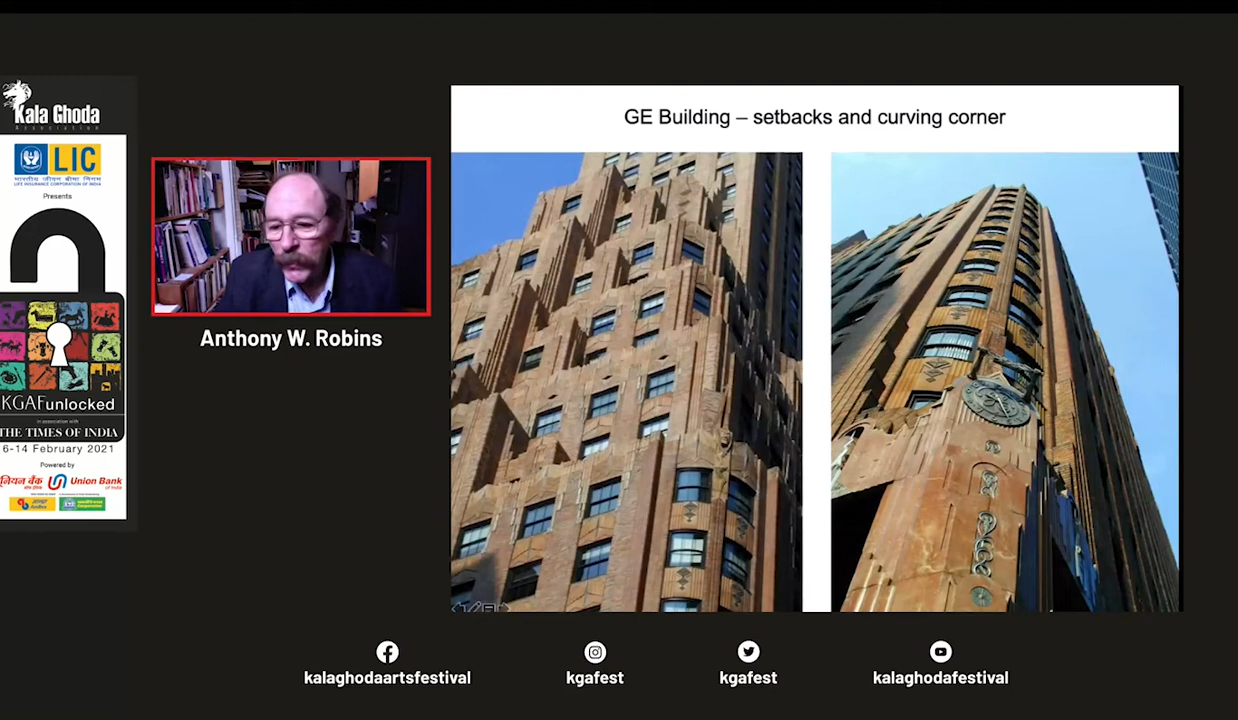 Kala Ghoda
Association
LIC
भारतीय जीवन बीमा निगम
LIFE INSURANCE CORPORATION OF INDIA
Presents
KGAFunlocked
in association with
THE TIMES OF INDIA
6-14 February 2021
Powered by
Union Bank
of India
Anthony W. Robins
GE Building – setbacks and curving corner
kalaghodaartsfestival
kgafest
kgafest
kalaghodafestival